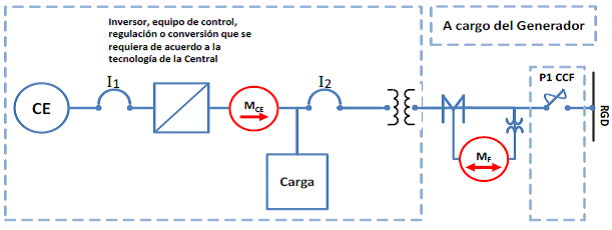 Inversor, equipo de control,
regulación o conversión que se
requiera de acuerdo a la
tecnología de la Central
A cargo del Generador
I1
I2
P1 CCF
CE
MCE
Carga
MF
RGD